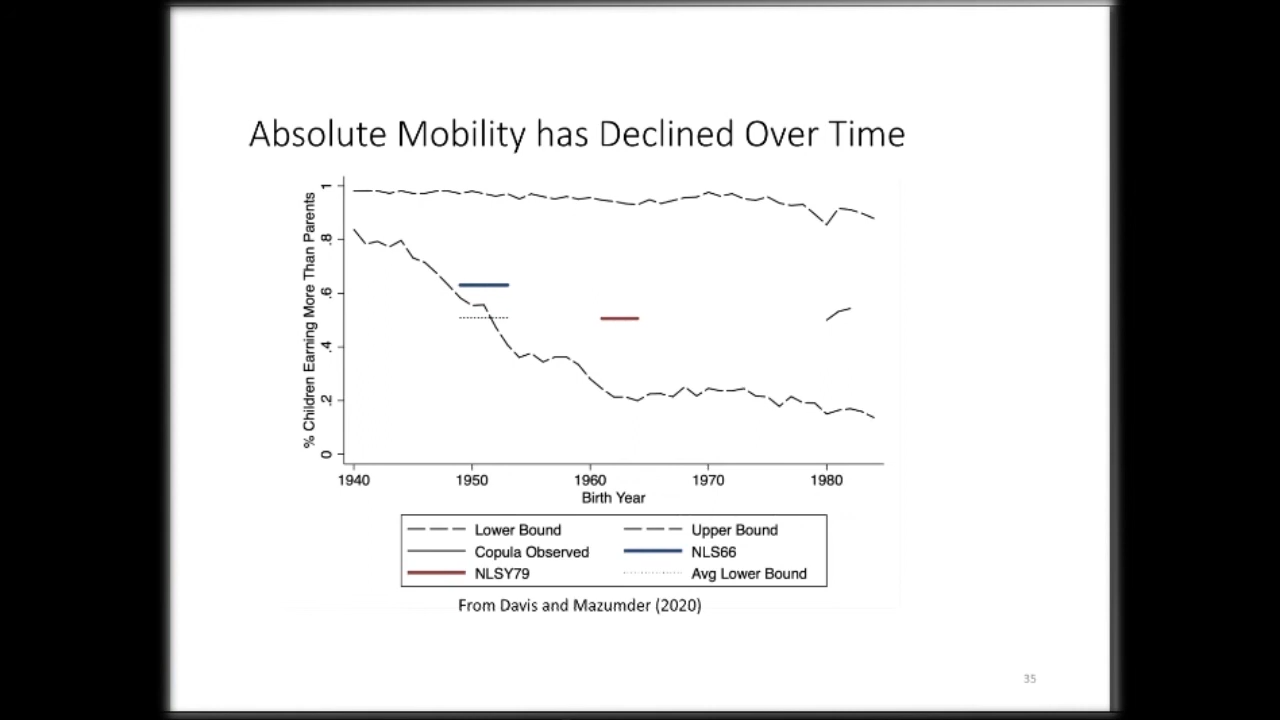 Absolute Mobility has Declined Over Time
% Children Earning More Than Parents
1
.8
.6
.4
.2
0
1940 1950 1960 1970 1980
Birth Year
Lower Bound Upper Bound
Copula Observed NLS66
NLSY79 Avg Lower Bound
From Davis and Mazumder (2020)
35